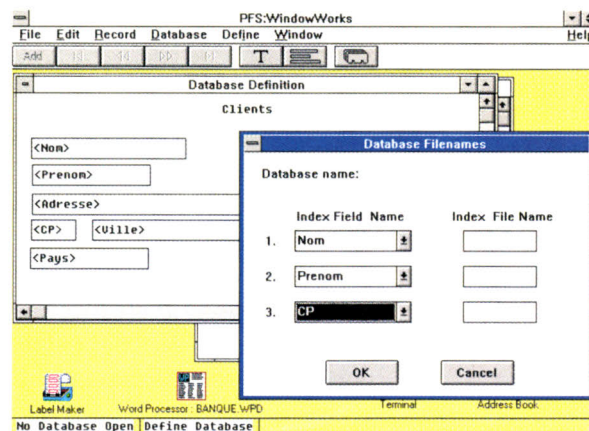 PFS:WindowWorks
File Edit Record Database Define Window Help
Add T
Database Definition
Clients
<Nom>
<Prenom>
<Adresse>
<CP> <Ville>
<Pays>
Database Filenames
Database name:
Index Field Name Index File Name
1. Nom
2. Prenom
3. CP
OK Cancel
Label Maker Word Processor : BANQUE.WPD Terminal Address Book
No Database Open Define Database